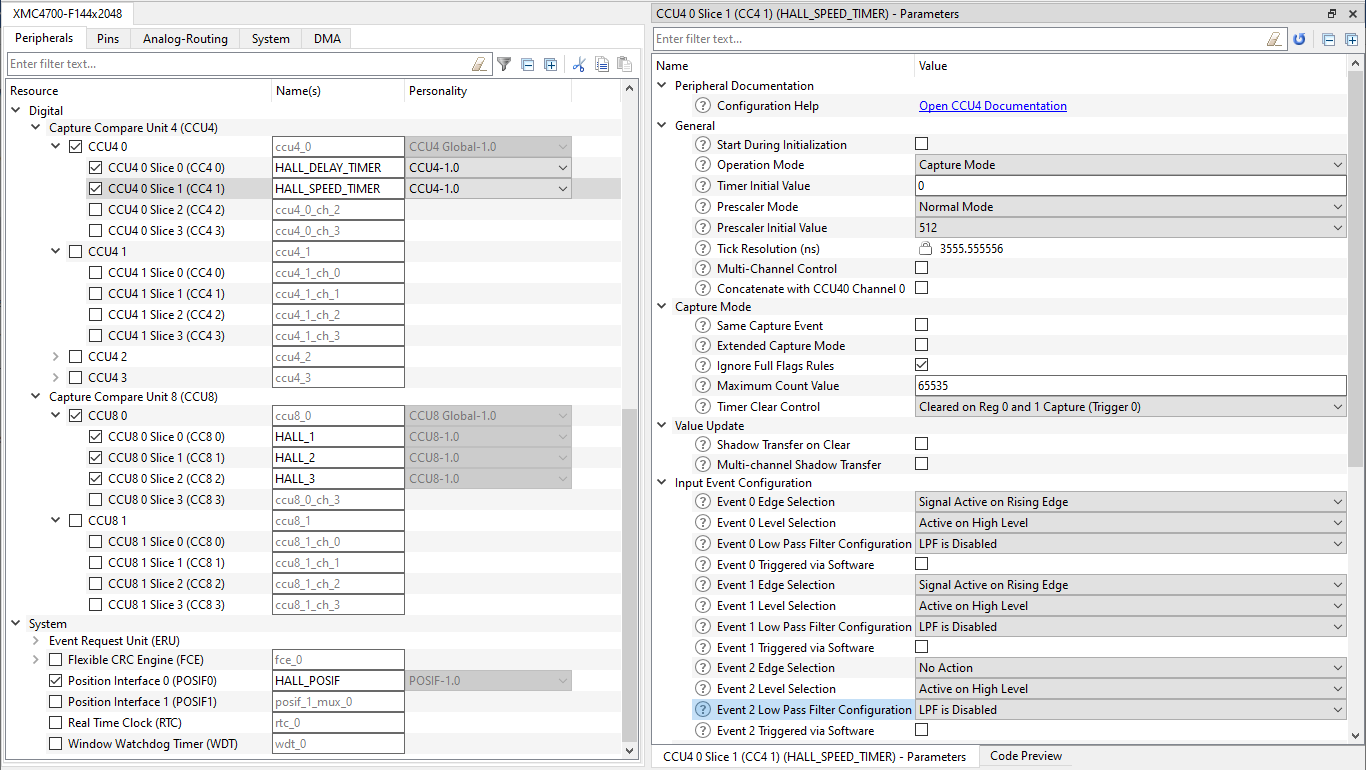 XMC4700-F144x2048
Peripherals Pins Analog-Routing System DMA
Enter filter text...
Resource Name(s) Personality
Digital
Capture Compare Unit 4 (CCU4)
CCU4 0 ccu4_0 CCU4 Global-1.0
CCU4 0 Slice 0 (CC4 0) HALL_DELAY_TIMER CCU4-1.0
CCU4 0 Slice 1 (CC4 1) HALL_SPEED_TIMER CCU4-1.0
CCU4 0 Slice 2 (CC4 2) ccu4_0_ch_2
CCU4 0 Slice 3 (CC4 3) ccu4_0_ch_3
CCU4 1 ccu4_1
CCU4 1 Slice 0 (CC4 0) ccu4_1_ch_0
CCU4 1 Slice 1 (CC4 1) ccu4_1_ch_1
CCU4 1 Slice 2 (CC4 2) ccu4_1_ch_2
CCU4 1 Slice 3 (CC4 3) ccu4_1_ch_3
CCU4 2 ccu4_2
CCU4 3 ccu4_3
Capture Compare Unit 8 (CCU8)
CCU8 0 ccu8_0 CCU8 Global-1.0
CCU8 0 Slice 0 (CC8 0) HALL_1 CCU8-1.0
CCU8 0 Slice 1 (CC8 1) HALL_2 CCU8-1.0
CCU8 0 Slice 2 (CC8 2) HALL_3 CCU8-1.0
CCU8 0 Slice 3 (CC8 3) ccu8_0_ch_3
CCU8 1 ccu8_1
CCU8 1 Slice 0 (CC8 0) ccu8_1_ch_0
CCU8 1 Slice 1 (CC8 1) ccu8_1_ch_1
CCU8 1 Slice 2 (CC8 2) ccu8_1_ch_2
CCU8 1 Slice 3 (CC8 3) ccu8_1_ch_3
System
Event Request Unit (ERU)
Flexible CRC Engine (FCE) fce_0
Position Interface 0 (POSIF0) HALL_POSIF POSIF-1.0
Position Interface 1 (POSIF1) posif_1_mux_0
Real Time Clock (RTC) rtc_0
Window Watchdog Timer (WDT) wdt_0
CCU4 0 Slice 1 (CC4 1) (HALL_SPEED_TIMER) - Parameters
Enter filter text...
Name Value
Peripheral Documentation
Configuration Help Open CCU4 Documentation
General
Start During Initialization
Operation Mode Capture Mode
Timer Initial Value 0
Prescaler Mode Normal Mode
Prescaler Initial Value 512
Tick Resolution (ns) 3555.555556
Multi-Channel Control
Concatenate with CCU40 Channel 0
Capture Mode
Same Capture Event
Extended Capture Mode
Ignore Full Flags Rules
Maximum Count Value 65535
Timer Clear Control Cleared on Reg 0 and 1 Capture (Trigger 0)
Value Update
Shadow Transfer on Clear
Multi-channel Shadow Transfer
Input Event Configuration
Event 0 Edge Selection Signal Active on Rising Edge
Event 0 Level Selection Active on High Level
Event 0 Low Pass Filter Configuration LPF is Disabled
Event 0 Triggered via Software
Event 1 Edge Selection Signal Active on Rising Edge
Event 1 Level Selection Active on High Level
Event 1 Low Pass Filter Configuration LPF is Disabled
Event 1 Triggered via Software
Event 2 Edge Selection No Action
Event 2 Level Selection Active on High Level
Event 2 Low Pass Filter Configuration LPF is Disabled
Event 2 Triggered via Software
CCU4 0 Slice 1 (CC4 1) (HALL_SPEED_TIMER) - Parameters Code Preview